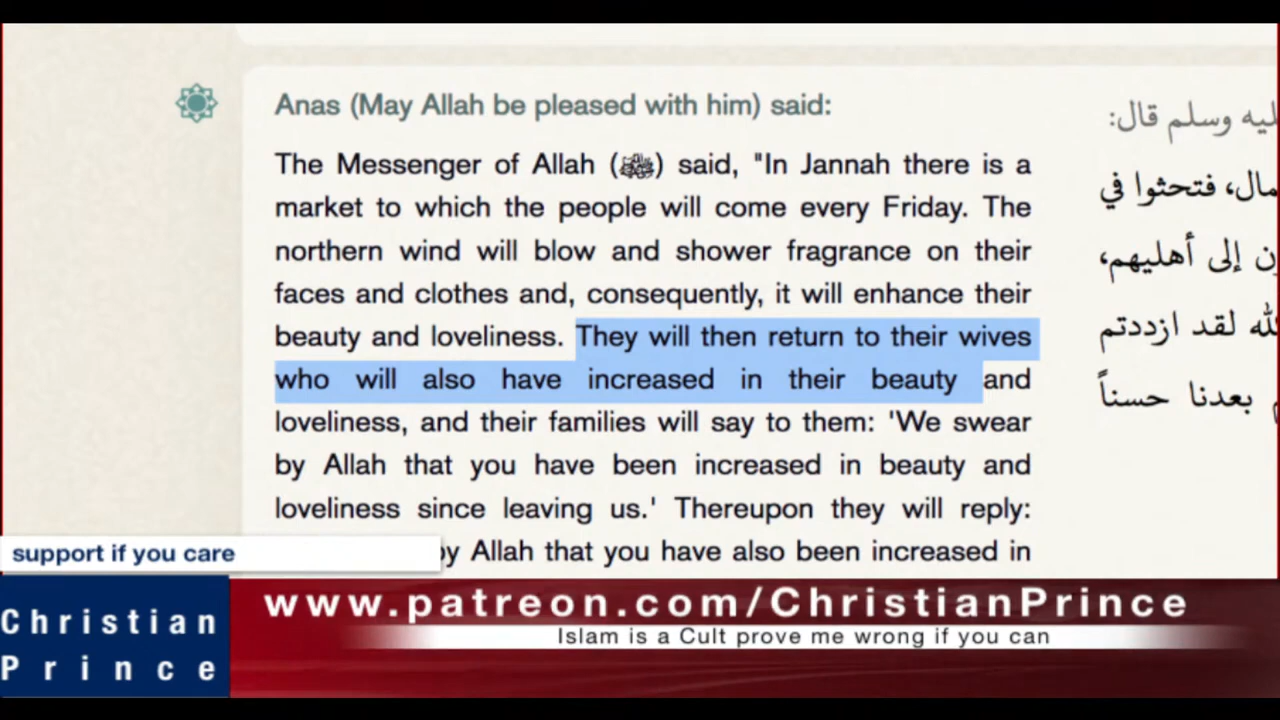 Anas (May Allah be pleased with him) said:
The Messenger of Allah (ﷺ) said, "In Jannah there is a
market to which the people will come every Friday. The
northern wind will blow and shower fragrance on their
faces and clothes and, consequently, it will enhance their
beauty and loveliness. They will then return to their wives
who will also have increased in their beauty and
loveliness, and their families will say to them: 'We swear
by Allah that you have been increased in beauty and
loveliness since leaving us.' Thereupon they will reply:
by Allah that you have also been increased in
وسلم قال:
فتحثوا في
إلى أهليهم،
لقد ازددتم
بعدنا حسناً
support if you care
Christian
Prince
www.patreon.com/ChristianPrince
Islam is a Cult prove me wrong if you can